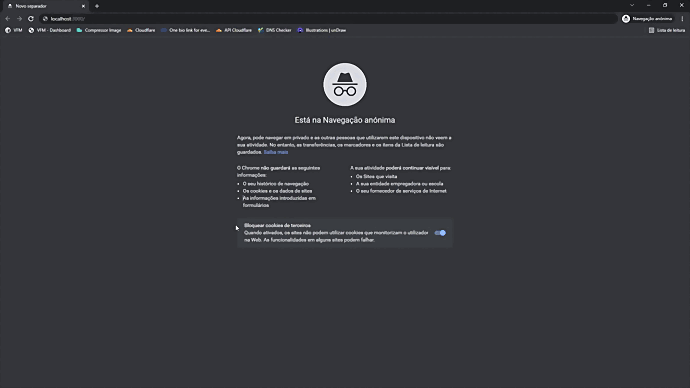 Novo separador
localhost:8080/
Navegação anónima
VFM
VFM - Dashboard
Compressor Image
Cloudflare
One bio link for eve...
API Cloudflare
DNS Checker
Illustrations | unDraw
Lista de leitura
Está na Navegação anónima
Agora, pode navegar em privado e as outras pessoas que utilizarem este dispositivo não veem a
sua atividade. No entanto, as transferências, os marcadores e os itens da Lista de leitura são
guardados. Saiba mais
O Chrome não guardará as seguintes
informações:
• O seu histórico de navegação
• Os cookies e os dados de sites
• As informações introduzidas em
formulários
A sua atividade poderá continuar visível para:
• Os Sites que visita
• A sua entidade empregadora ou escola
• O seu fornecedor de serviços de Internet
Bloquear cookies de terceiros
Quando ativados, os sites não podem utilizar cookies que monitorizam o utilizador
na Web. As funcionalidades em alguns sites podem falhar.